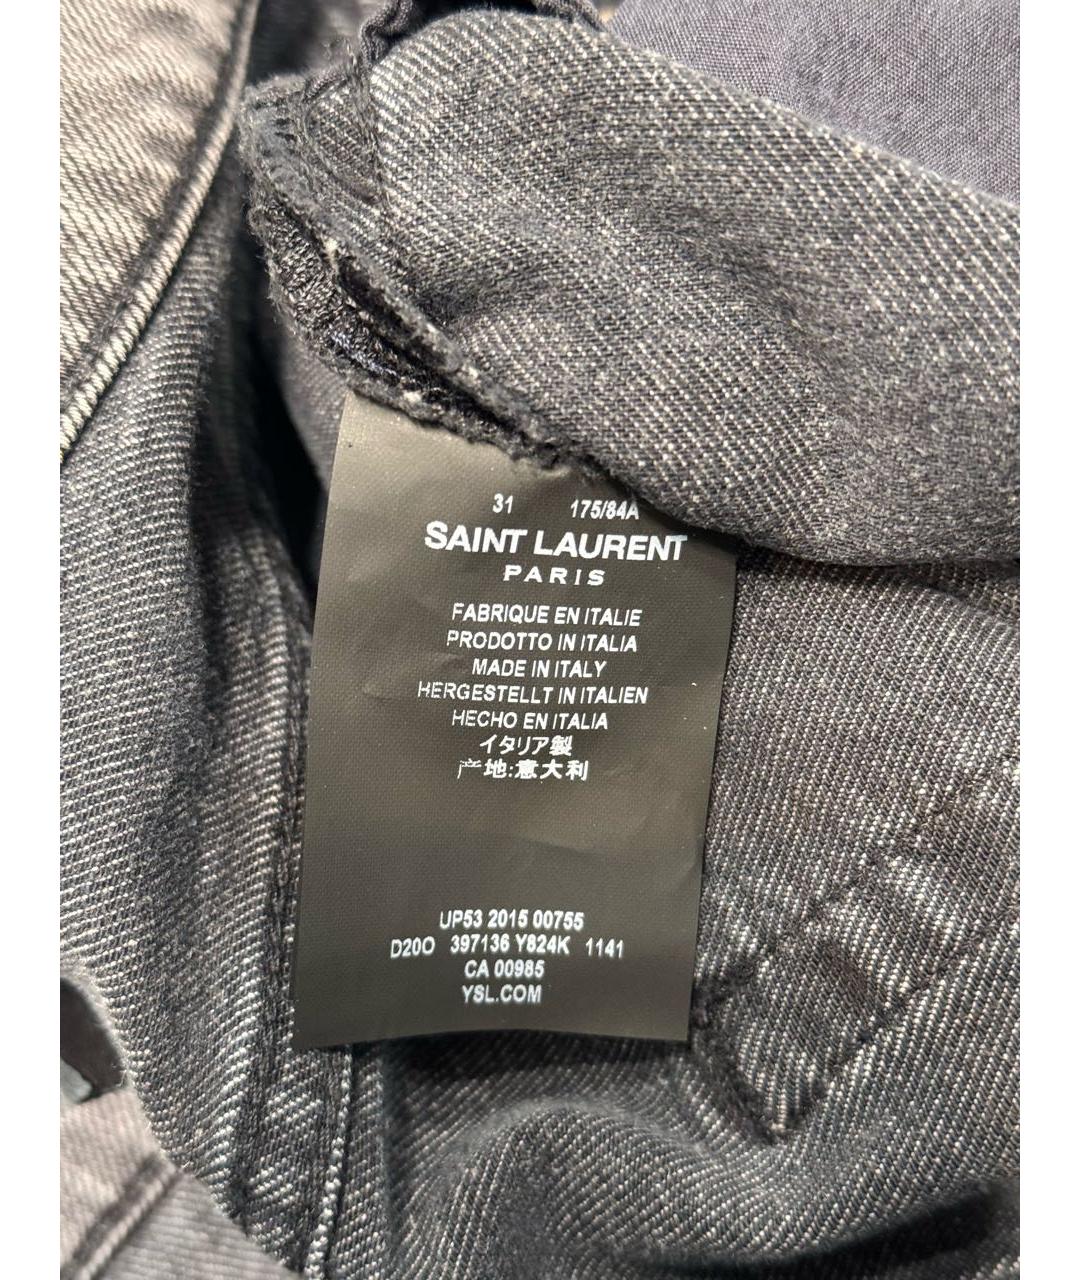 31 175/84A
SAINT LAURENT
PARIS
FABRIQUE EN ITALIE
PRODOTTO IN ITALIA
MADE IN ITALY
HERGESTELLT IN ITALIEN
HECHO EN ITALIA
イタリア製
产地:意大利
UP53 2015 00755
D20O 397136 Y824K 1141
CA 00985
YSL.COM